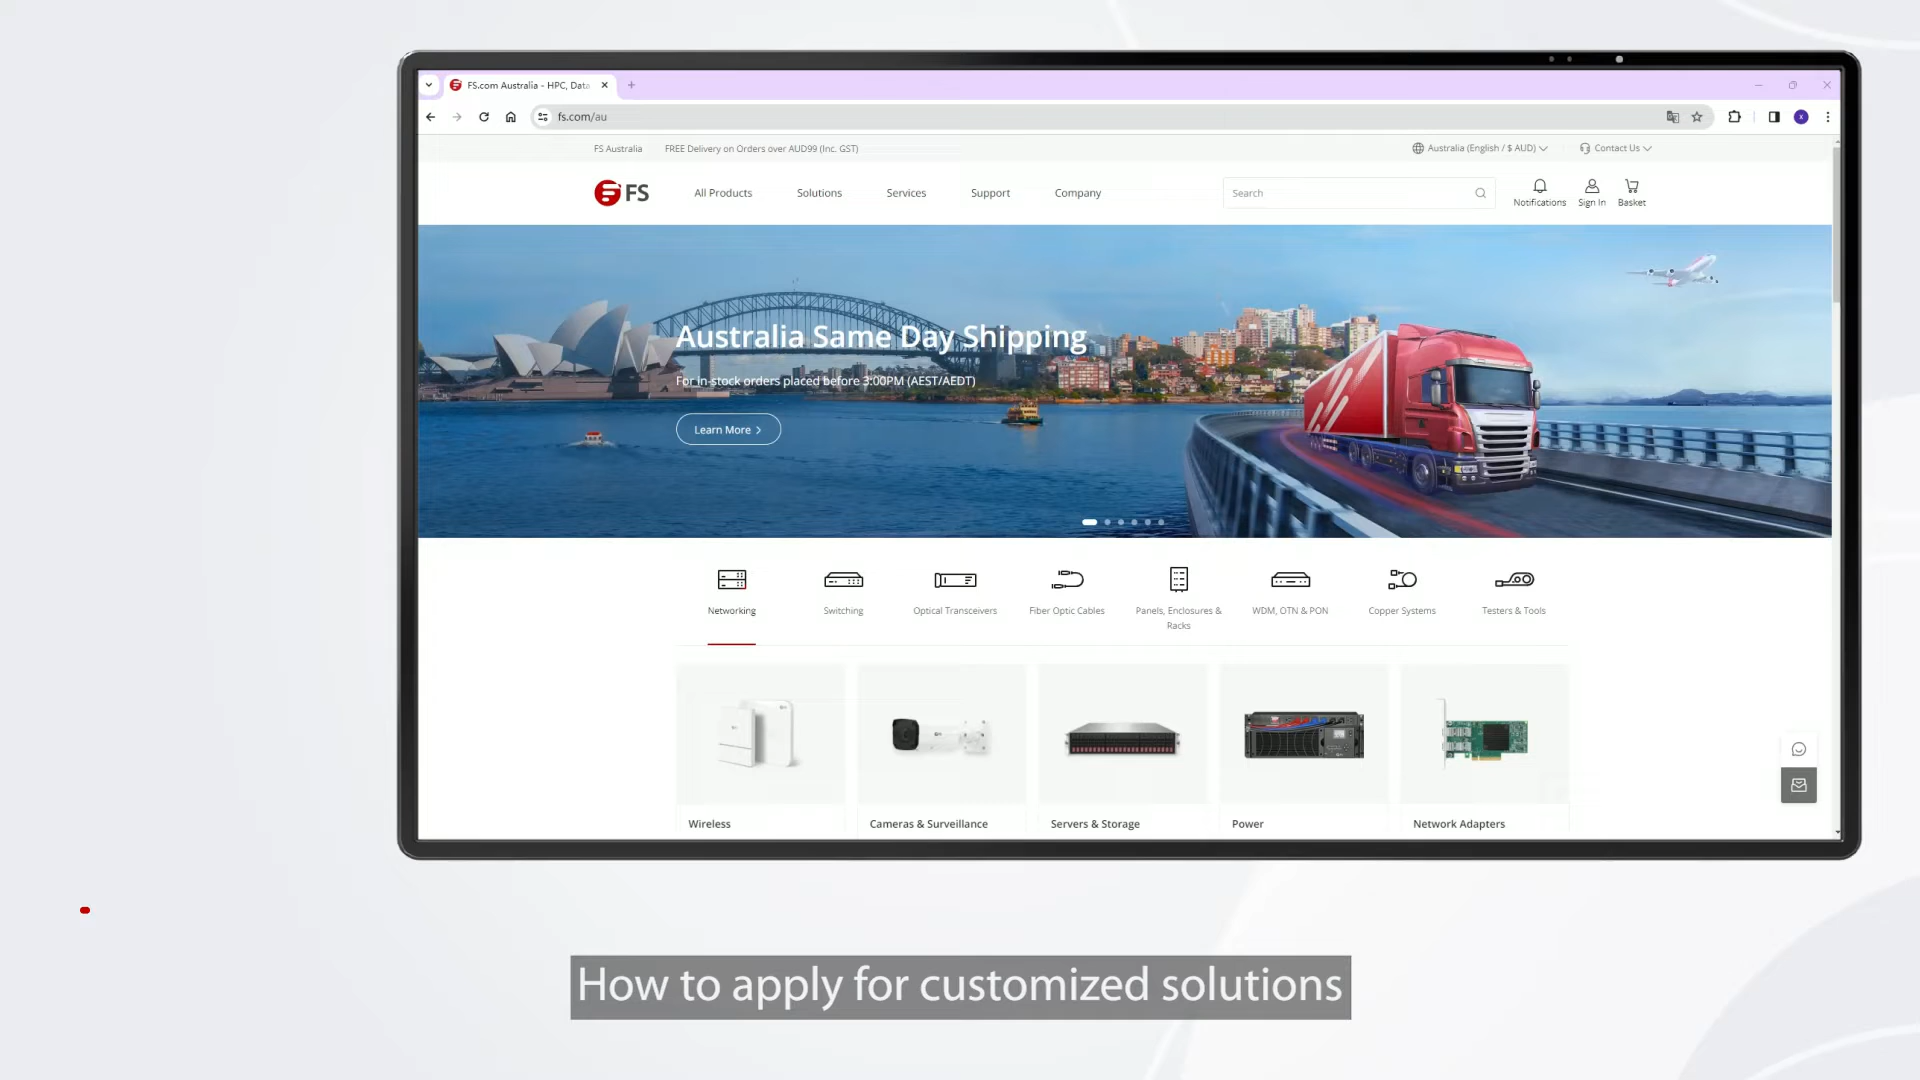 FS.com Australia - HPC, Data
fs.com/au
FS Australia
FREE Delivery on Orders over AUD99 (Inc. GST)
Australia (English / $ AUD)
Contact Us
FS
All Products
Solutions
Services
Support
Company
Search
Notifications
Sign In
Basket
Australia Same Day Shipping
For in-stock orders placed before 3:00PM (AEST/AEDT)
Learn More
Networking
Switching
Optical Transceivers
Fiber Optic Cables
Panels, Enclosures &
Racks
WDM, OTN & PON
Copper Systems
Testers & Tools
Wireless
Cameras & Surveillance
Servers & Storage
Power
Network Adapters
How to apply for customized solutions